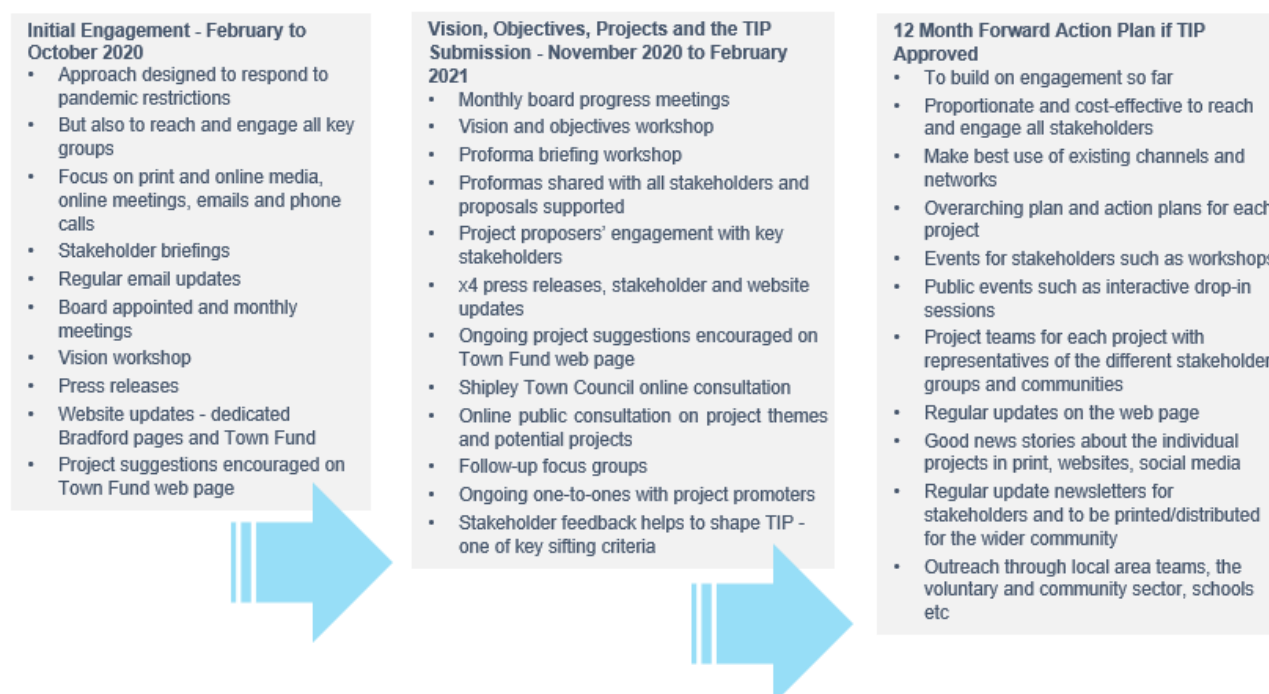 Initial Engagement - February to
October 2020
• Approach designed to respond to
pandemic restrictions
• But also to reach and engage all key
groups
• Focus on print and online media,
online meetings, emails and phone
calls
• Stakeholder briefings
• Regular email updates
• Board appointed and monthly
meetings
• Vision workshop
• Press releases
• Website updates - dedicated
Bradford pages and Town Fund
• Project suggestions encouraged on
Town Fund web page
Vision, Objectives, Projects and the TIP
Submission - November 2020 to February
2021
• Monthly board progress meetings
• Vision and objectives workshop
• Proforma briefing workshop
• Proformas shared with all stakeholders and
proposals supported
• Project proposers' engagement with key
stakeholders
• x4 press releases, stakeholder and website
updates
• Ongoing project suggestions encouraged on
Town Fund web page
• Shipley Town Council online consultation
• Online public consultation on project themes
and potential projects
• Follow-up focus groups
• Ongoing one-to-ones with project promoters
• Stakeholder feedback helps to shape TIP -
one of key sifting criteria
12 Month Forward Action Plan if TIP
Approved
• To build on engagement so far
• Proportionate and cost-effective to reach
and engage all stakeholders
• Make best use of existing channels and
networks
• Overarching plan and action plans for each
project
• Events for stakeholders such as workshops
• Public events such as interactive drop-in
sessions
• Project teams for each project with
representatives of the different stakeholder
groups and communities
• Regular updates on the web page
• Good news stories about the individual
projects in print, websites, social media
• Regular update newsletters for
stakeholders and to be printed/distributed
for the wider community
• Outreach through local area teams, the
voluntary and community sector, schools
etc